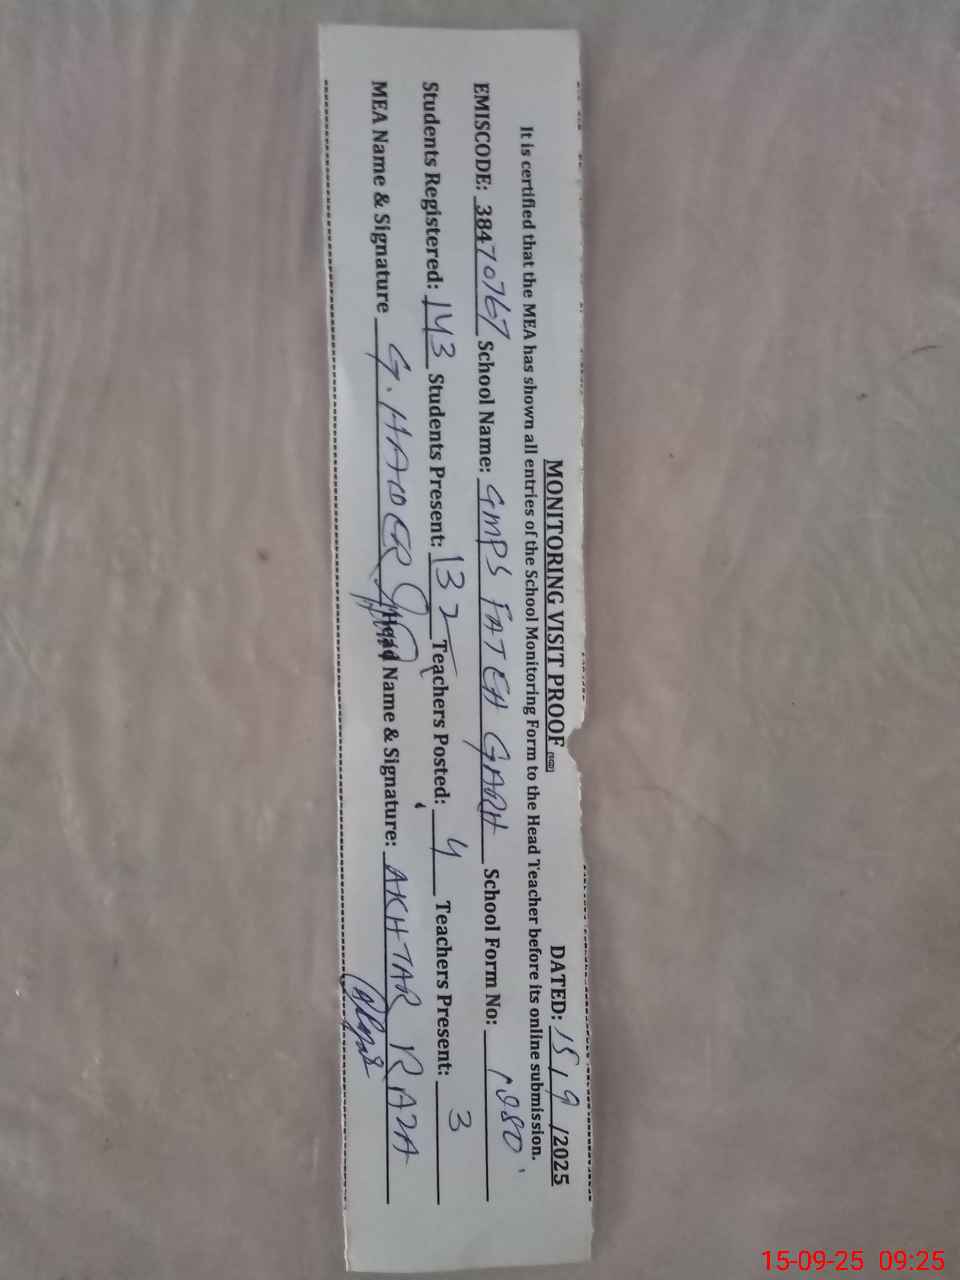 MONITORING VISIT PROOF
DATED: 15/9/2025
It is certified that the MEA has shown all entries of the School Monitoring Form to the Head Teacher before its online submission.
EMISCODE: 38470767 School Name: GMPS FATEH GARH School Form No: 1980
Students Registered: 143 Students Present: 132 Teachers Posted: 4 Teachers Present: 3
MEA Name & Signature G. HAIDER Head Name & Signature: AKHTAR RAZA
15-09-25 09:25